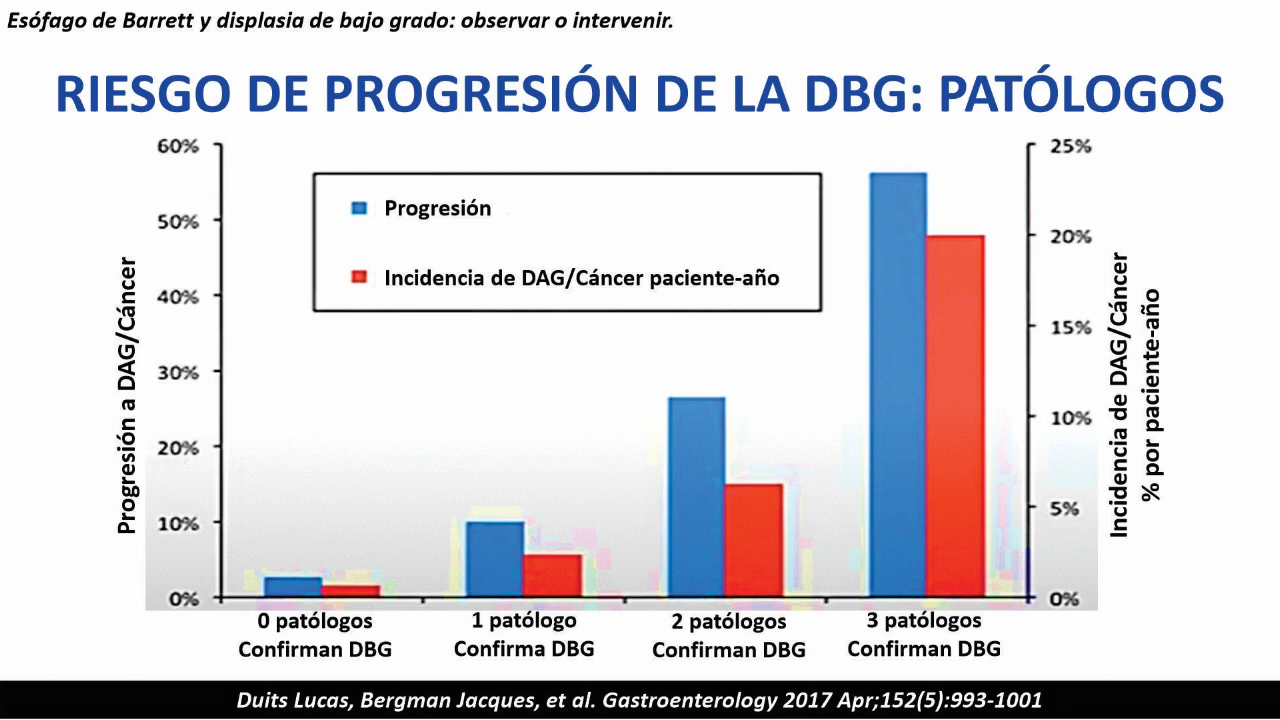 Esófago de Barrett y displasia de bajo grado: observar o intervenir.
RIESGO DE PROGRESIÓN DE LA DBG: PATÓLOGOS
60%
50%
40%
30%
20%
10%
0%
Progresión a DAG/Cáncer
Progresión
Incidencia de DAG/Cáncer paciente-año
25%
20%
15%
10%
5%
0%
Incidencia de DAG/Cáncer
% por paciente-año
0 patólogos
Confirman DBG
1 patólogo
Confirma DBG
2 patólogos
Confirman DBG
3 patólogos
Confirman DBG
Duits Lucas, Bergman Jacques, et al. Gastroenterology 2017 Apr;152(5):993-1001